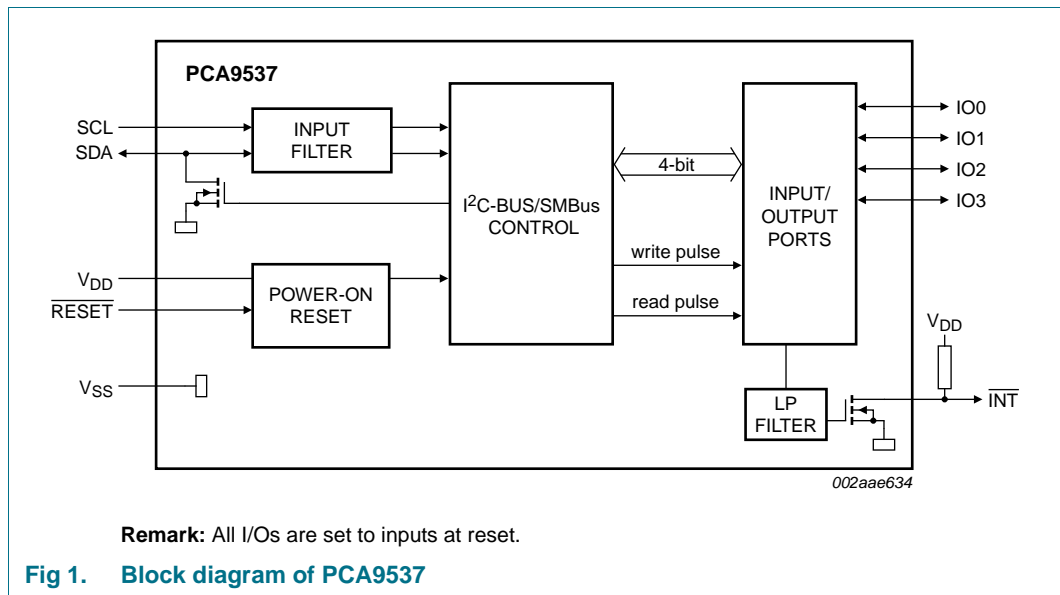 PCA9537
SCL
SDA
INPUT
FILTER
I²C-BUS/SMBus
CONTROL
4-bit
INPUT/
OUTPUT
PORTS
IO0
IO1
IO2
IO3
write pulse
read pulse
VDD
RESET
POWER-ON
RESET
VSS
LP
FILTER
VDD
INT
002aae634
Remark: All I/Os are set to inputs at reset.
Fig 1. Block diagram of PCA9537